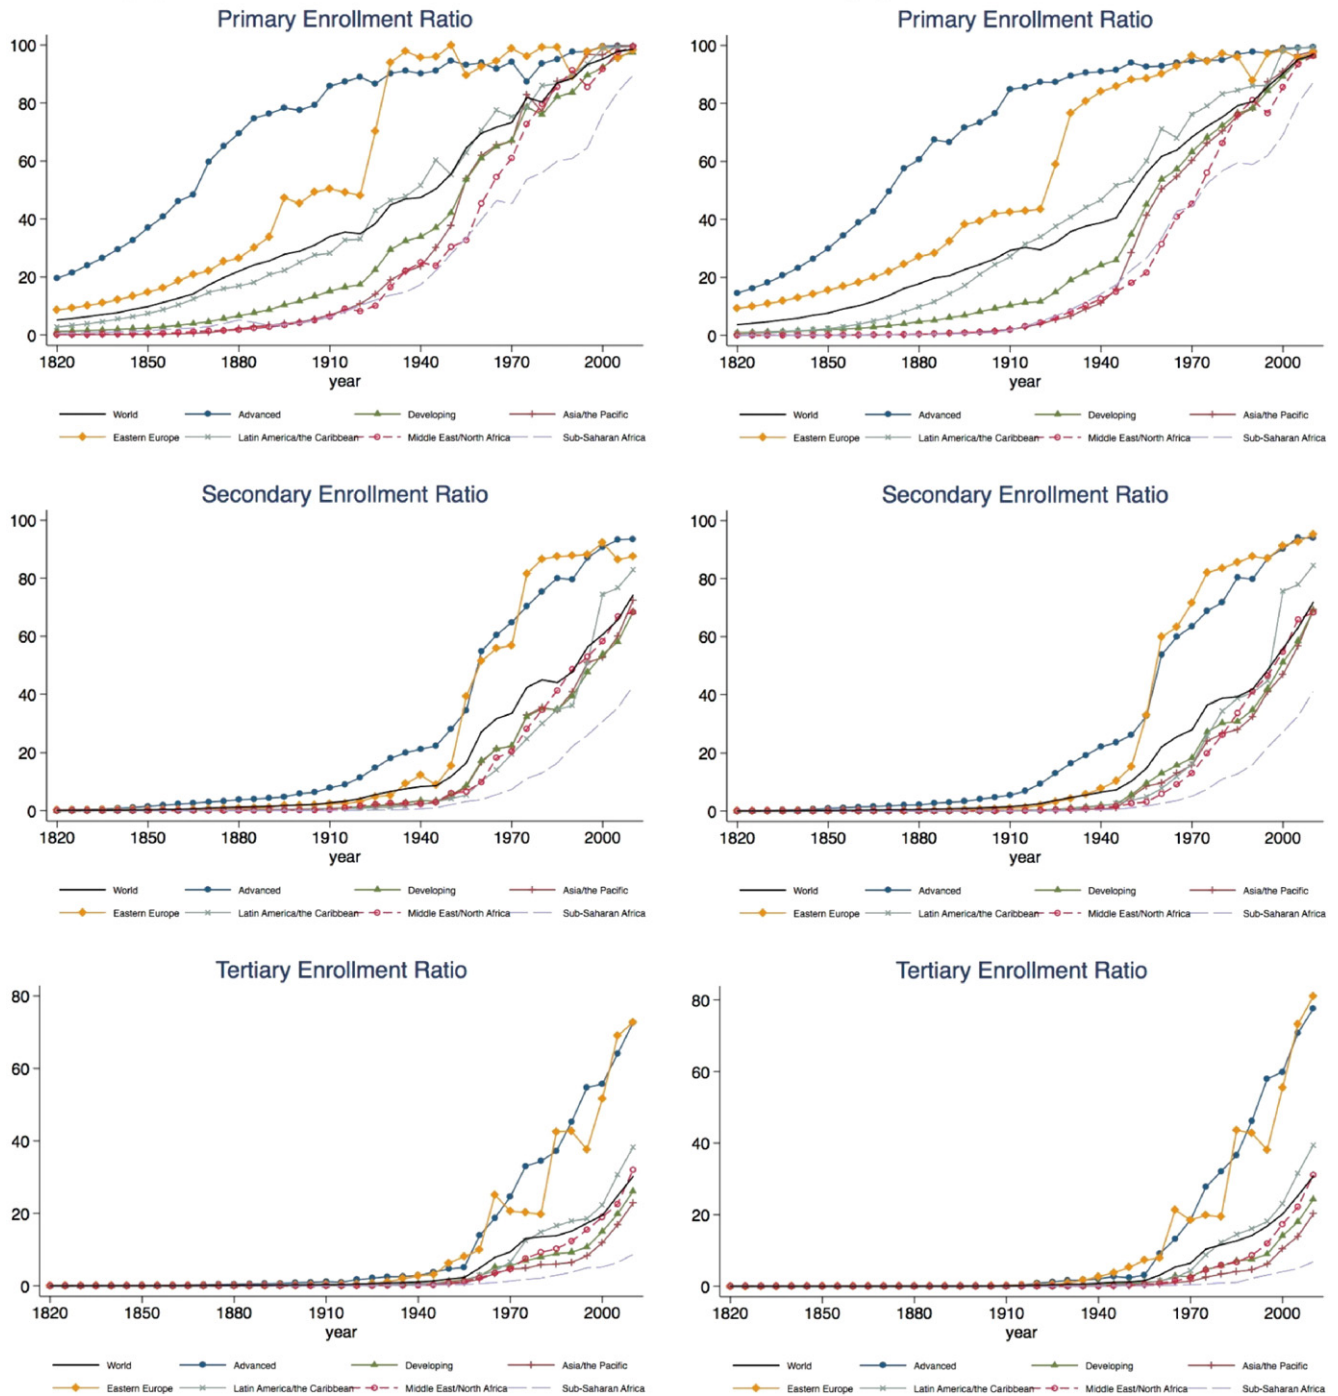 Primary Enrollment Ratio
100
80
60
40
20
0
1820 1850 1880 1910 1940 1970 2000
year
World Advanced Developing Asia/the Pacific
Eastern Europe Latin America/the Caribbean Middle East/North Africa Sub-Saharan Africa
Primary Enrollment Ratio
100
80
60
40
20
0
1820 1850 1880 1910 1940 1970 2000
year
World Advanced Developing Asia/the Pacific
Eastern Europe Latin America/the Caribbean Middle East/North Africa Sub-Saharan Africa
Secondary Enrollment Ratio
100
80
60
40
20
0
1820 1850 1880 1910 1940 1970 2000
year
World Advanced Developing Asia/the Pacific
Eastern Europe Latin America/the Caribbean Middle East/North Africa Sub-Saharan Africa
Secondary Enrollment Ratio
100
80
60
40
20
0
1820 1850 1880 1910 1940 1970 2000
year
World Advanced Developing Asia/the Pacific
Eastern Europe Latin America/the Caribbean Middle East/North Africa Sub-Saharan Africa
Tertiary Enrollment Ratio
80
60
40
20
0
1820 1850 1880 1910 1940 1970 2000
year
World Advanced Developing Asia/the Pacific
Eastern Europe Latin America/the Caribbean Middle East/North Africa Sub-Saharan Africa
Tertiary Enrollment Ratio
80
60
40
20
0
1820 1850 1880 1910 1940 1970 2000
year
World Advanced Developing Asia/the Pacific
Eastern Europe Latin America/the Caribbean Middle East/North Africa Sub-Saharan Africa